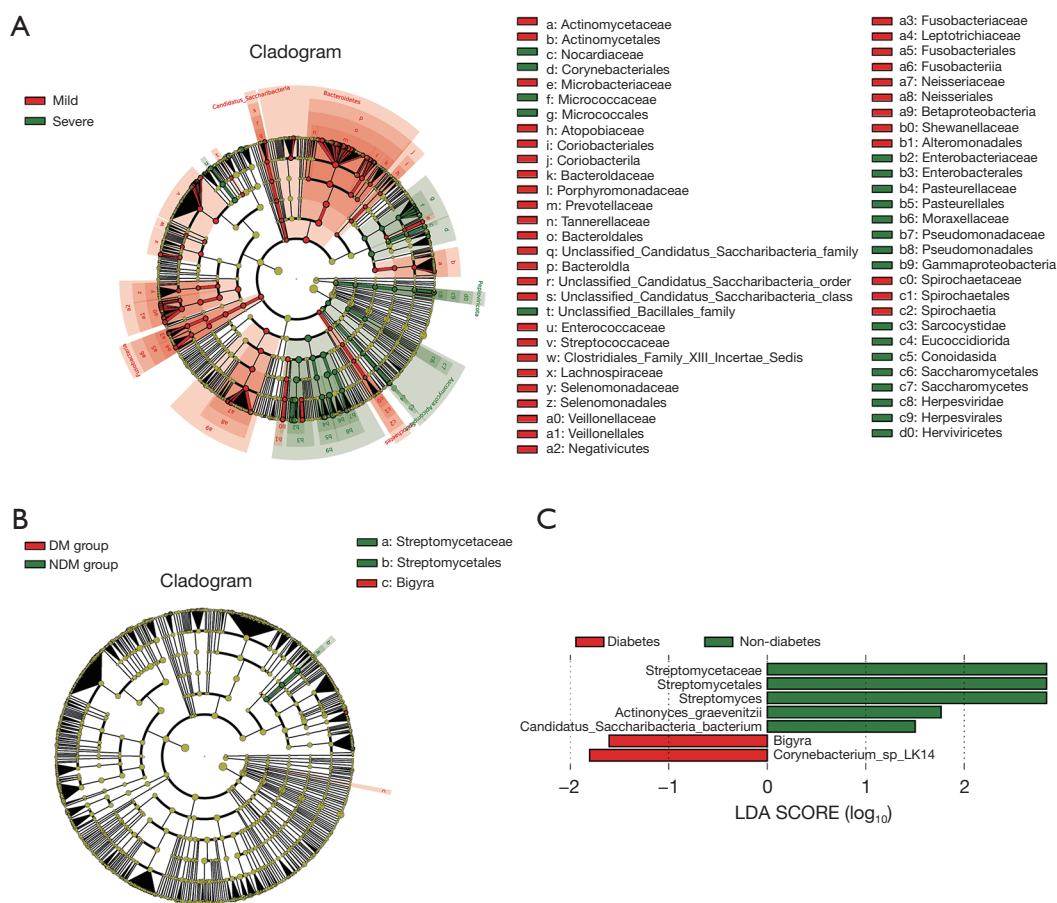 A
Cladogram
Mild
Severe
Candidatus_Saccharibacteria
Bacteroidetes
Fusobacteria
Peploviricota
a: Actinomycetaceae
b: Actinomycetales
c: Nocardiaceae
d: Corynebacteriales
e: Microbacteriaceae
f: Micrococcaceae
g: Micrococcales
h: Atopobiaceae
i: Coriobacteriales
j: Coriobacterila
k: Bacteroldaceae
l: Porphyromonadaceae
m: Prevotellaceae
n: Tannerellaceae
o: Bacteroldales
q: Unclassified_Candidatus_Saccharibacteria_family
p: Bacteroldla
r: Unclassified_Candidatus_Saccharibacteria_order
s: Unclassified_Candidatus_Saccharibacteria_class
t: Unclassified_Bacillales_family
u: Enterococcaceae
v: Streptococcaceae
w: Clostridiales_Family_XIII_Incertae_Sedis
x: Lachnospiraceae
y: Selenomonadaceae
z: Selenomonadales
a0: Veillonellaceae
a1: Veillonellales
a2: Negativicutes
a3: Fusobacteriaceae
a4: Leptotrichiaceae
a5: Fusobacteriales
a6: Fusobacteriia
a7: Neisseriaceae
a8: Neisseriales
a9: Betaproteobacteria
b0: Shewanellaceae
b1: Alteromonadales
b2: Enterobacteriaceae
b3: Enterobacterales
b4: Pasteurellaceae
b5: Pasteurellales
b6: Moraxellaceae
b7: Pseudomonadaceae
b8: Pseudomonadales
b9: Gammaproteobacteria
c0: Spirochaetaceae
c1: Spirochaetales
c2: Spirochaetia
c3: Sarcocystidae
c4: Eucoccidiorida
c5: Conoidasida
c6: Saccharomycetales
c7: Saccharomycetes
c8: Herpesviridae
c9: Herpesvirales
d0: Herviviricetes
B
DM group
NDM group
a: Streptomycetaceae
b: Streptomycetales
c: Bigyra
Cladogram
C
Diabetes
Non-diabetes
Streptomycetaceae
Streptomycetales
Streptomyces
Actinonyces_graevenitzii
Candidatus_Saccharibacteria_bacterium
Bigyra
Corynebacterium_sp_LK14
−2 −1 0 1 2
LDA SCORE (log10)